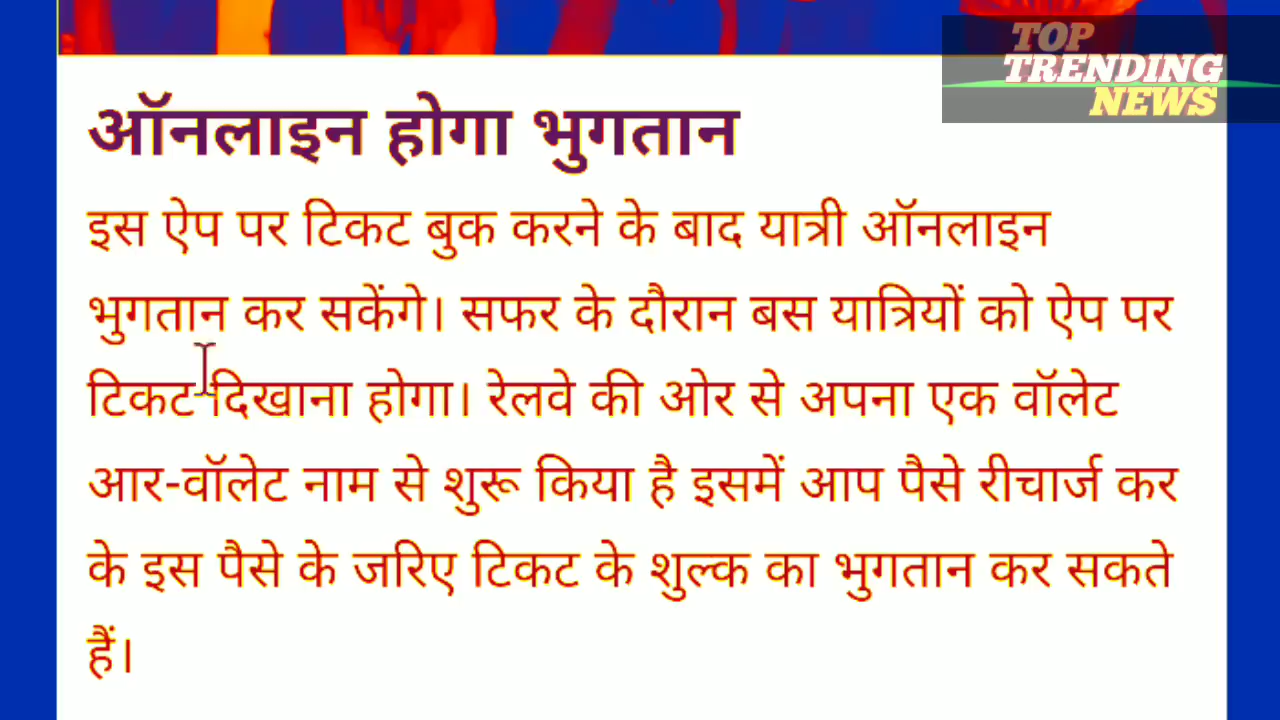 TOP
TRENDING
NEWS
ऑनलाइन होगा भुगतान
इस ऐप पर टिकट बुक करने के बाद यात्री ऑनलाइन
भुगतान कर सकेंगे। सफर के दौरान बस यात्रियों को ऐप पर
टिकट दिखाना होगा। रेलवे की ओर से अपना एक वॉलेट
आर-वॉलेट नाम से शुरू किया है इसमें आप पैसे रीचार्ज कर
के इस पैसे के जरिए टिकट के शुल्क का भुगतान कर सकते
हैं।